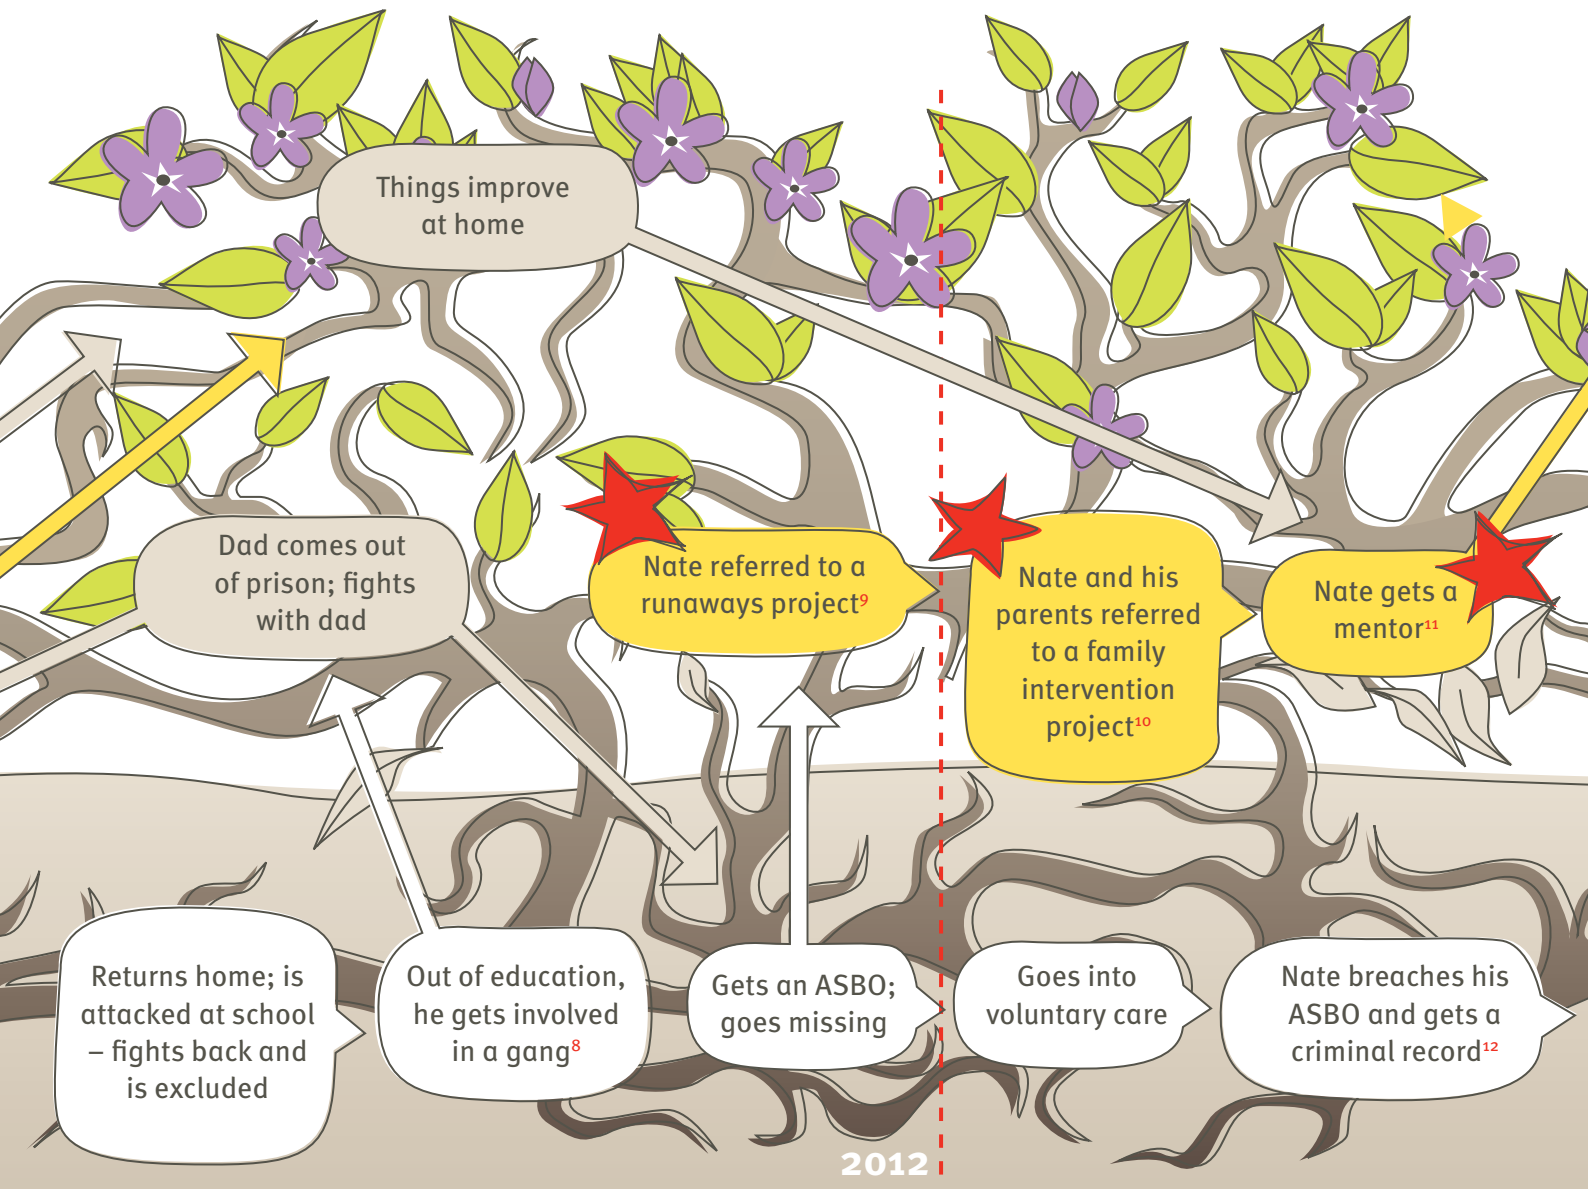 Things improve
at home
Dad comes out
of prison; fights
with dad
Nate referred to a
runaways project⁹
Nate and his
parents referred
to a family
intervention
project¹⁰
Nate gets a
mentor¹¹
Returns home; is
attacked at school
– fights back and
is excluded
Out of education,
he gets involved
in a gang⁸
Gets an ASBO;
goes missing
Goes into
voluntary care
Nate breaches his
ASBO and gets a
criminal record¹²
2012